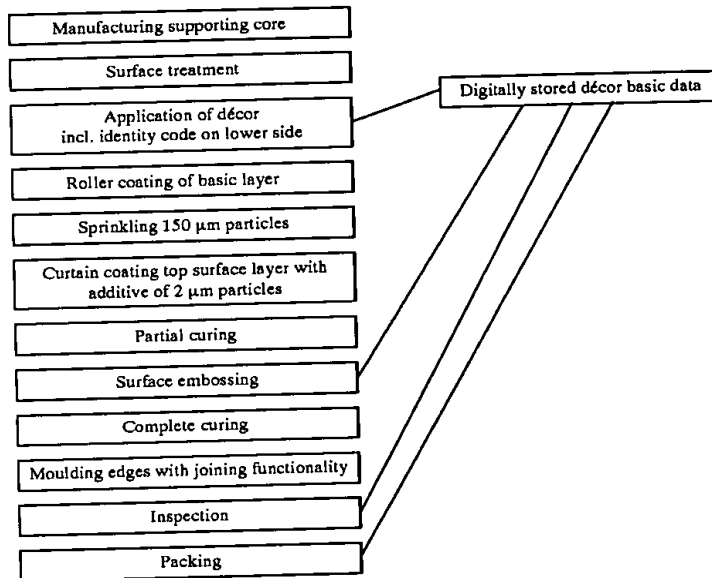 Manufacturing supporting core
Surface treatment
Application of décor
incl. identity code on lower side
Digitally stored décor basic data
Roller coating of basic layer
Sprinkling 150 µm particles
Curtain coating top surface layer with
additive of 2 µm particles
Partial curing
Surface embossing
Complete curing
Moulding edges with joining functionality
Inspection
Packing